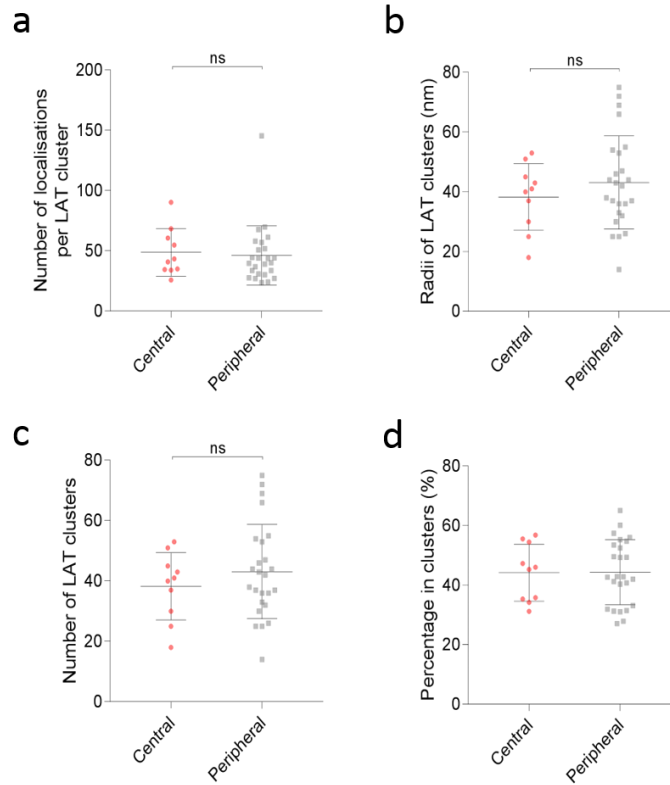 a
ns
200
150
100
50
0
Number of localisations
per LAT cluster
Central
Peripheral
b
ns
80
60
40
20
0
Radii of LAT clusters (nm)
Central
Peripheral
c
ns
80
60
40
20
0
Number of LAT clusters
Central
Peripheral
d
80
60
40
20
0
Percentage in clusters (%)
Central
Peripheral